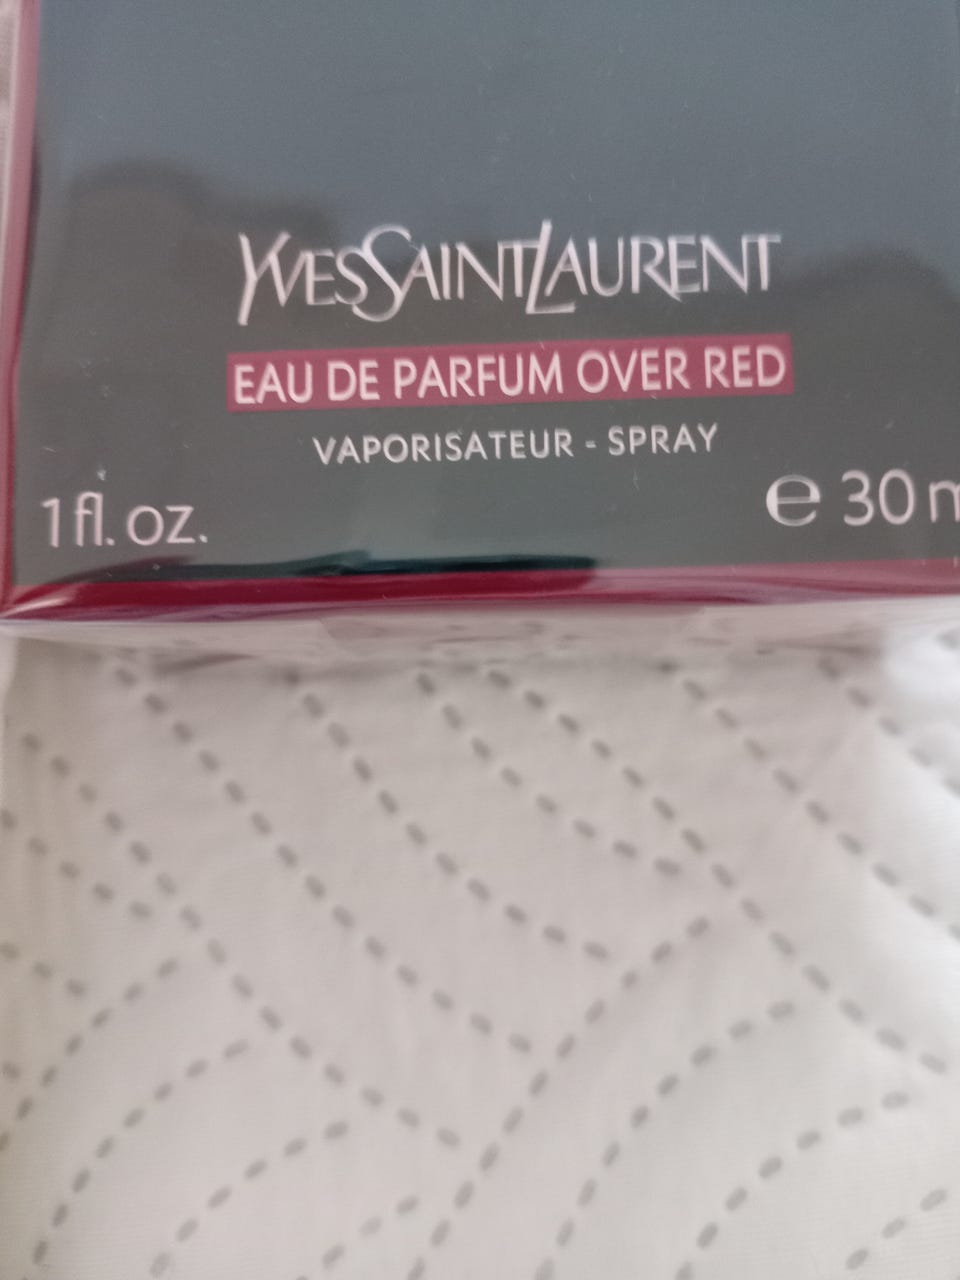 YVESSAINTLAURENT
EAU DE PARFUM OVER RED
VAPORISATEUR - SPRAY
1 fl. oz.
℮ 30 m